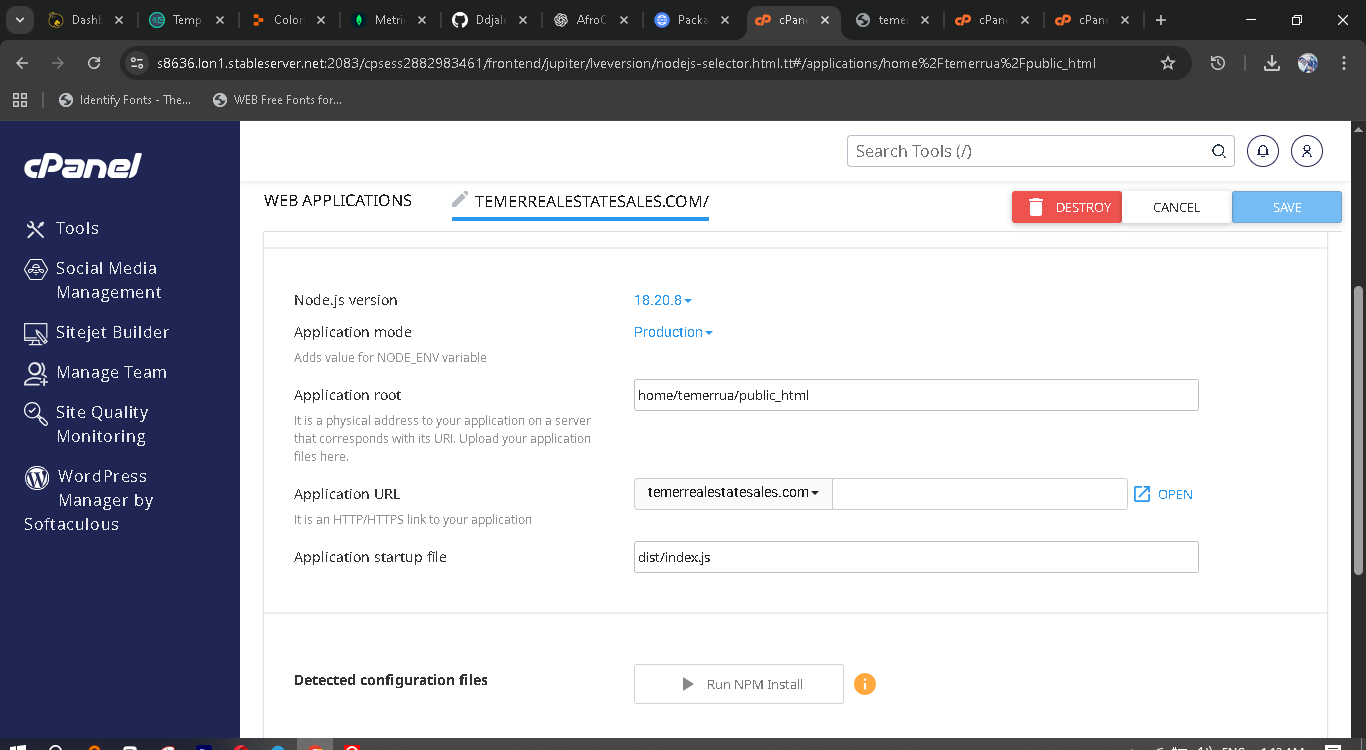 Dashb
Temp
Color
Metric
Ddjale
AfroC
Packa
cPan
temer
cPan
cPan
s8636.lon1.stableserver.net:2083/cpsess2882983461/frontend/jupiter/lveversion/nodejs-selector.html.tt#/applications/home%2Ftemerrua%2Fpublic_html
Identify Fonts - The...
WEB Free Fonts for...
cPanel
Search Tools (/)
Tools
Social Media
Management
Sitejet Builder
Manage Team
Site Quality
Monitoring
WordPress
Manager by
Softaculous
WEB APPLICATIONS
TEMERREALESTATESALES.COM/
DESTROY
CANCEL
SAVE
Node.js version
18.20.8
Application mode
Production
Adds value for NODE_ENV variable
Application root
home/temerrua/public_html
It is a physical address to your application on a server
that corresponds with its URI. Upload your application
files here.
Application URL
temerrealestatesales.com
OPEN
It is an HTTP/HTTPS link to your application
Application startup file
dist/index.js
Detected configuration files
Run NPM Install